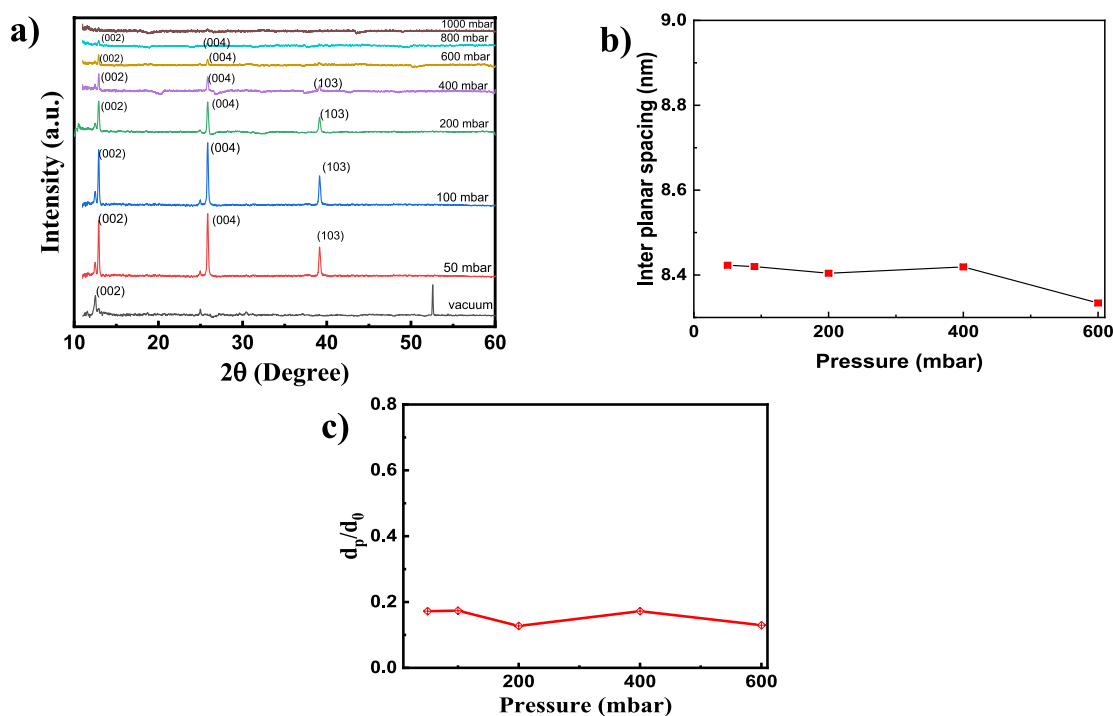 a)
1000 mbar
(002)
(004)
800 mbar
(002)
(004)
600 mbar
(002)
(004)
(103)
400 mbar
(002)
(004)
(103)
200 mbar
(002)
(004)
(103)
100 mbar
(002)
(004)
(103)
50 mbar
(002)
vacuum
Intensity (a.u.)
10 20 30 40 50 60
2θ (Degree)
b)
9.0
8.8
8.6
8.4
Inter planar spacing (nm)
0 200 400 600
Pressure (mbar)
c)
0.8
0.6
0.4
0.2
0.0
dₚ/d₀
200 400 600
Pressure (mbar)